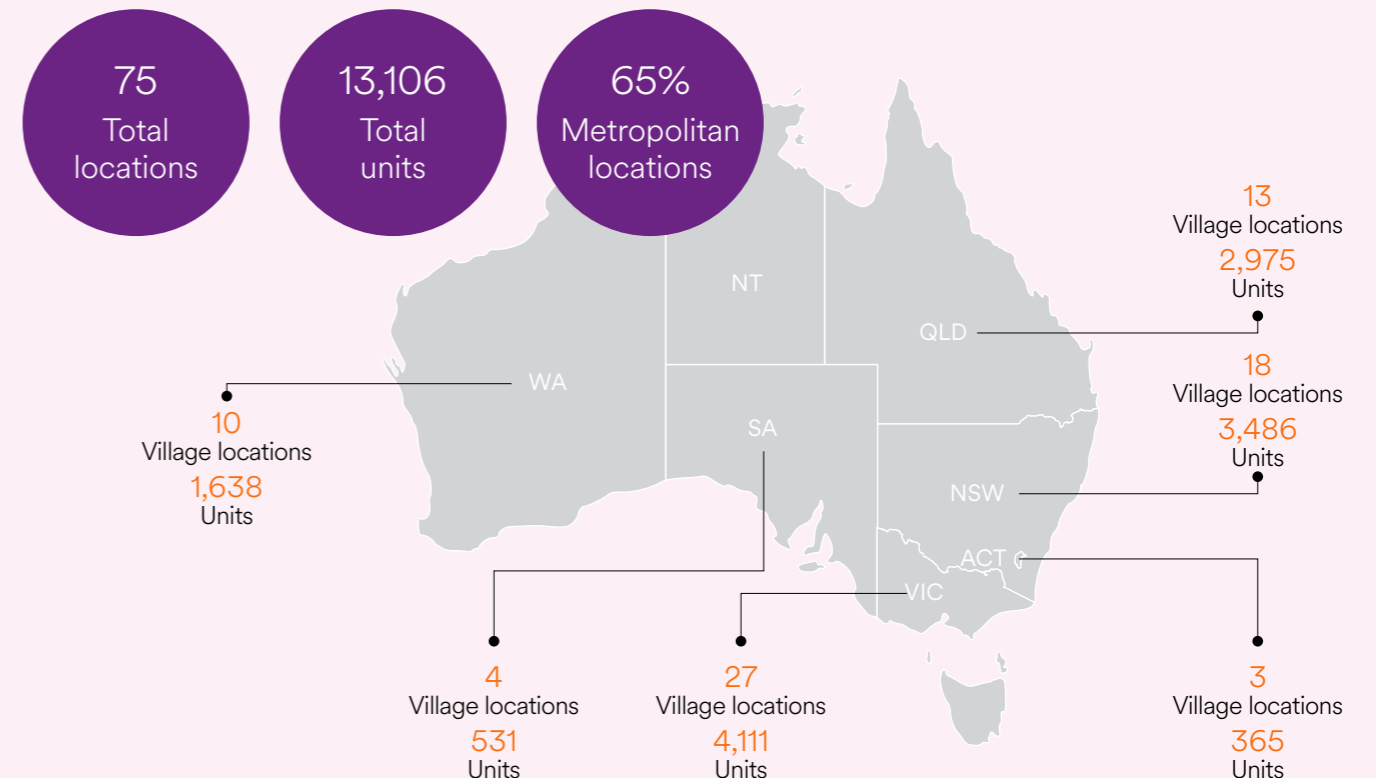 75
Total
locations
13,106
Total
units
65%
Metropolitan
locations
NT
QLD
WA
SA
NSW
ACT
VIC
13
Village locations
2,975
Units
18
Village locations
3,486
Units
10
Village locations
1,638
Units
4
Village locations
531
Units
27
Village locations
4,111
Units
3
Village locations
365
Units